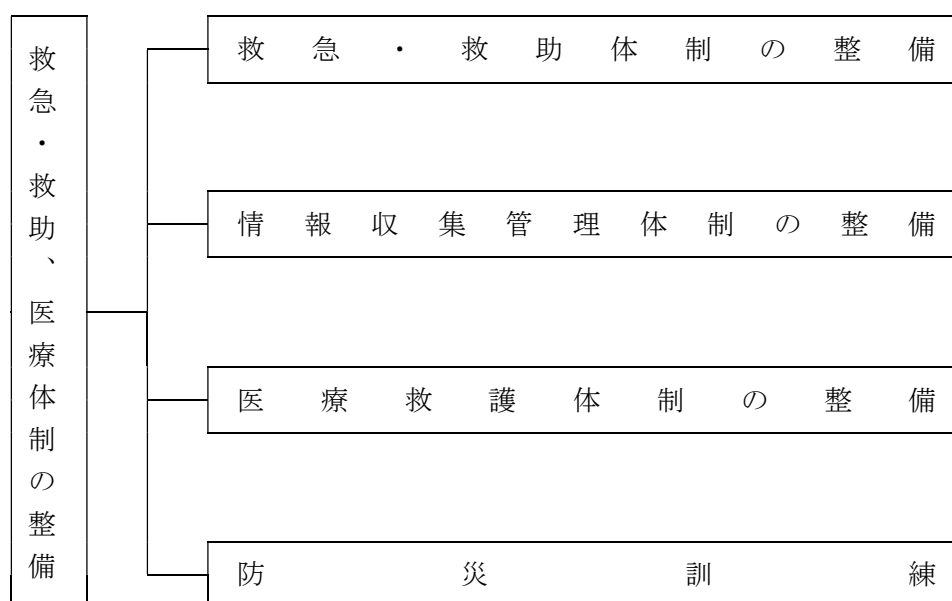 救急・救助、医療体制の整備
救急・救助体制の整備
情報収集管理体制の整備
医療救護体制の整備
防災訓練